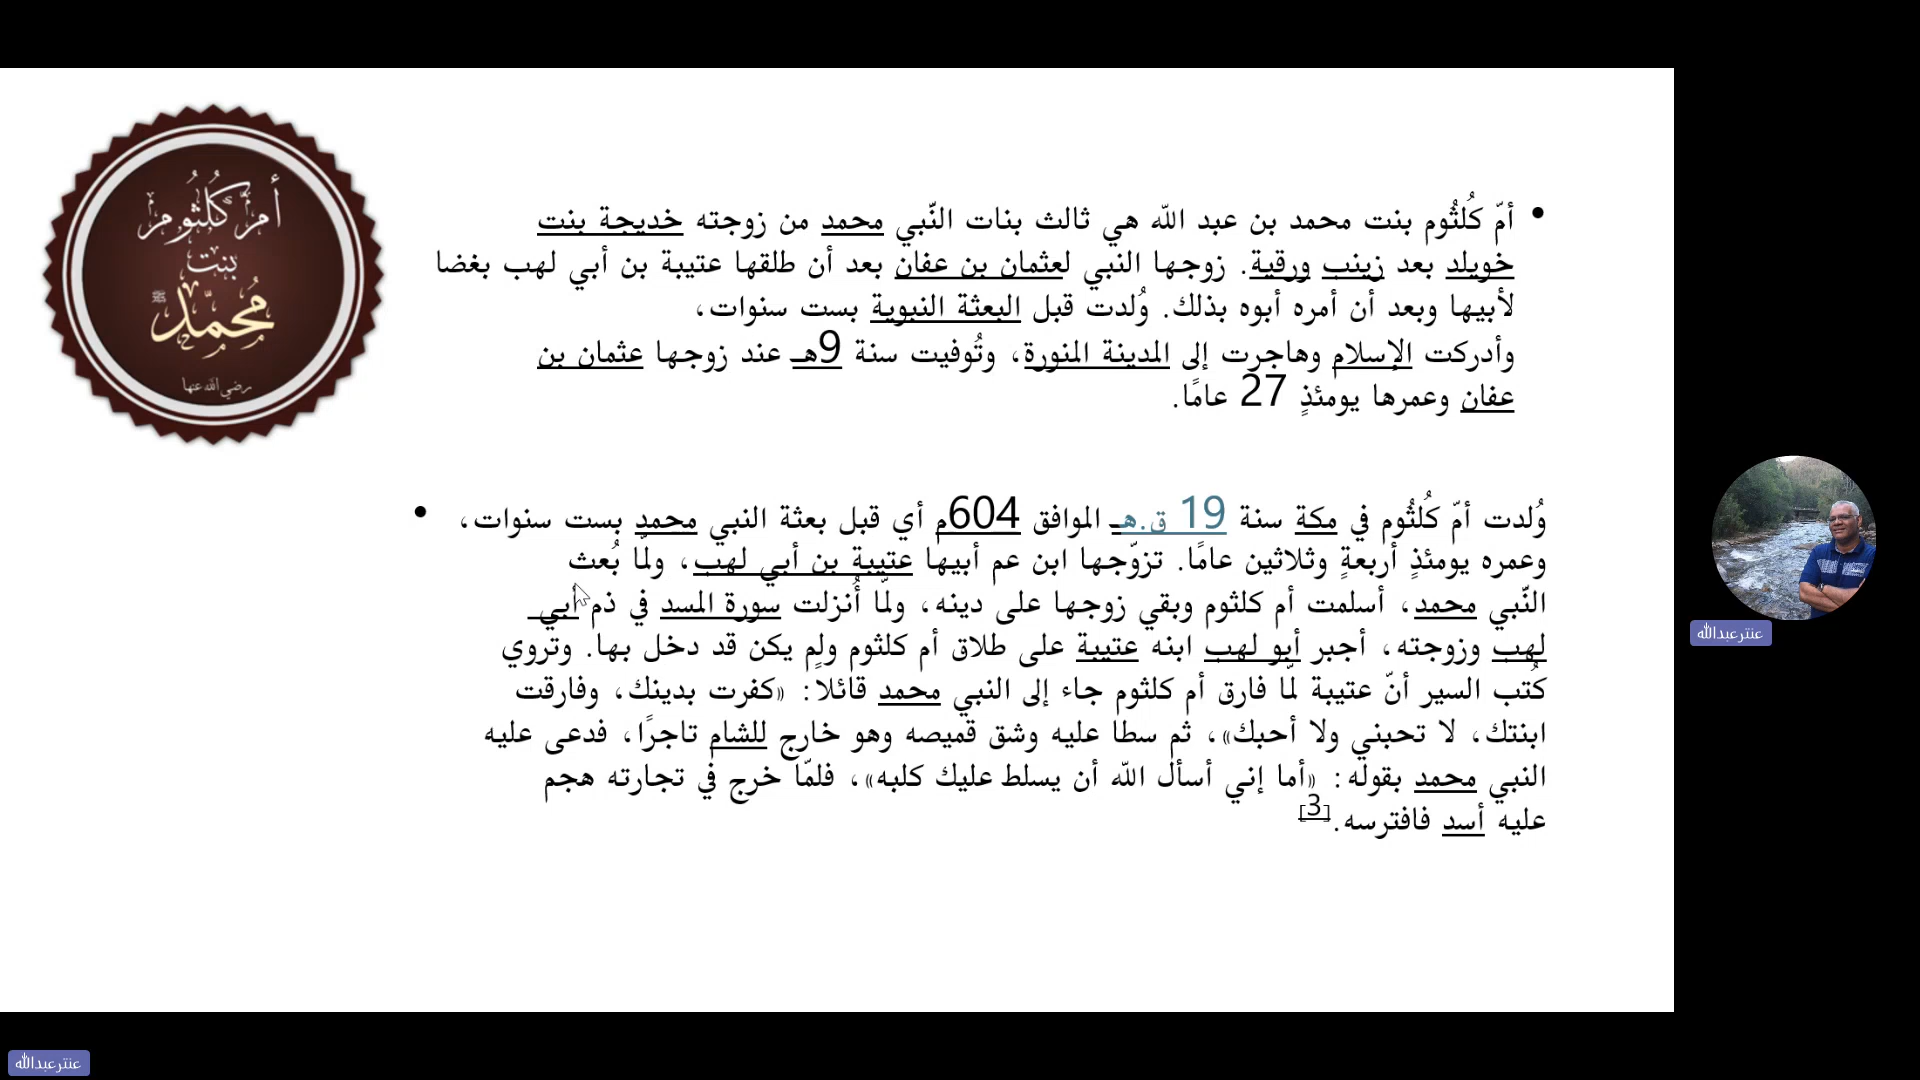 أم كلثوم
بنت
محمد
ﷺ
رضي الله عنها
• أمّ كُلثُوم بنت محمد بن عبد الله هي ثالث بنات النّبي محمد من زوجته خديجة بنت
خويلد بعد زينب ورقية. زوجها النبي لعثمان بن عفان بعد أن طلقها عتيبة بن أبي لهب بغضا
لأبيها وبعد أن أمره أبوه بذلك. وُلدت قبل البعثة النبوية بست سنوات،
وأدركت الإسلام وهاجرت إلى المدينة المنورة، وتُوفيت سنة 9هـ عند زوجها عثمان بن
عفان وعمرها يومئذٍ 27 عامًا.
• وُلدت أمّ كُلثُوم في مكة سنة 19 ق.هـ الموافق 604م أي قبل بعثة النبي محمد بست سنوات،
وعمره يومئذٍ أربعةٍ وثلاثين عامًا. تزوّجها ابن عم أبيها عتيبة بن أبي لهب، ولمّا بُعث
النّبي محمد، أسلمت أم كلثوم وبقي زوجها على دينه، ولمّا أُنزلت سورة المسد في ذم أبي
لهب وزوجته، أجبر أبو لهب ابنه عتيبة على طلاق أم كلثوم ولم يكن قد دخل بها. وتروي
كُتب السير أنّ عتيبة لمّا فارق أم كلثوم جاء إلى النبي محمد قائلا: «كفرت بدينك، وفارقت
ابنتك، لا تحبني ولا أحبك»، ثم سطا عليه وشق قميصه وهو خارج للشام تاجرًا، فدعى عليه
النبي محمد بقوله: «أما إني أسأل الله أن يسلط عليك كلبه»، فلمّا خرج في تجارته هجم
عليه أسد فافترسه.[3]
عنترعبدالله
عنترعبدالله